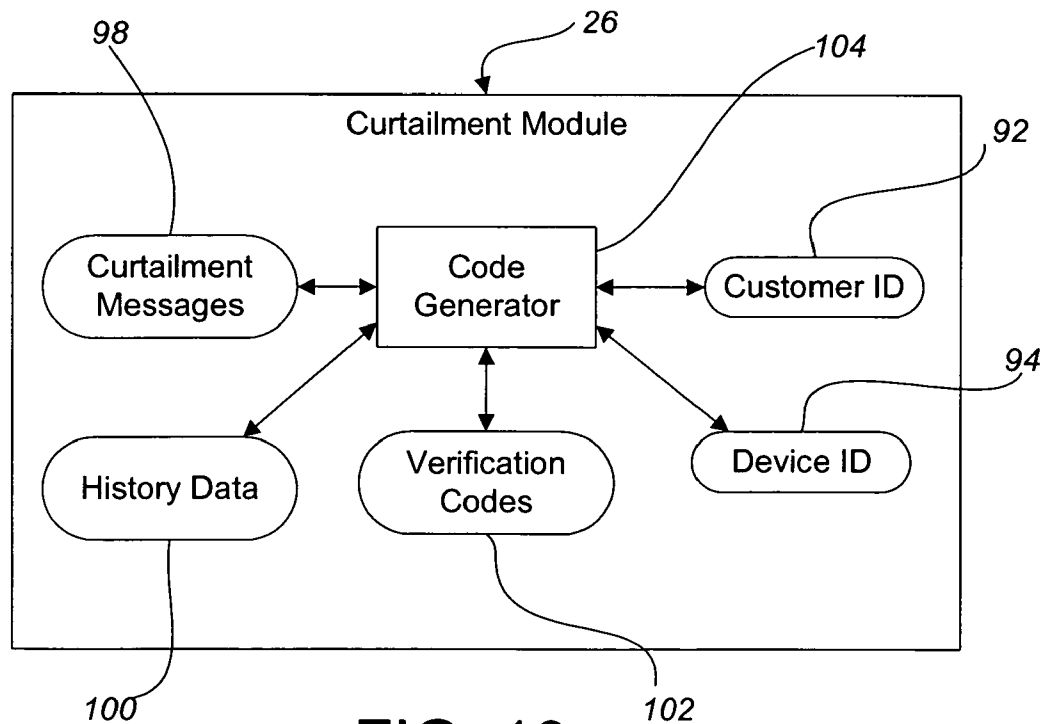 98
26
104
Curtailment Module
92
Curtailment
Messages
Code
Generator
Customer ID
94
History Data
Verification
Codes
Device ID
100
102